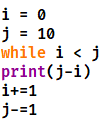 i = 0
j = 10
while i < j
print(j-i)
i+=1
j-=1